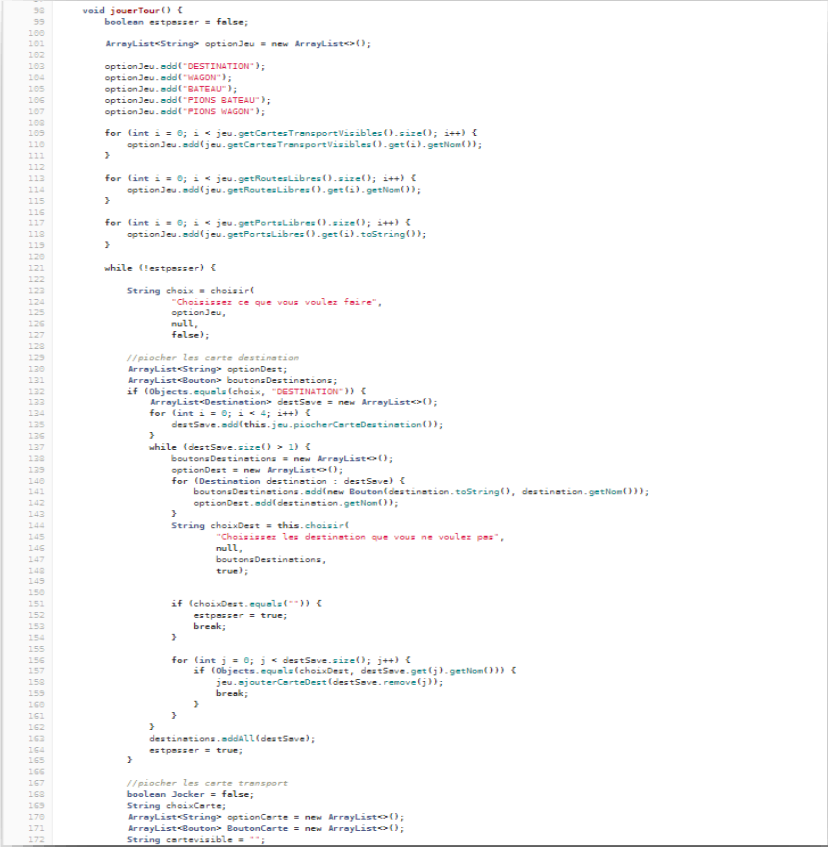 98 void jouerTour() {
99 boolean estpasser = false;
100
101 ArrayList<String> optionJeu = new ArrayList<>();
102
103 optionJeu.add("DESTINATION");
104 optionJeu.add("WAGON");
105 optionJeu.add("BATEAU");
106 optionJeu.add("PIONS BATEAU");
107 optionJeu.add("PIONS WAGON");
108
109 for (int i = 0; i < jeu.getCartesTransportVisibles().size(); i++) {
110 optionJeu.add(jeu.getCartesTransportVisibles().get(i).getNom());
111 }
112
113 for (int i = 0; i < jeu.getRoutesLibres().size(); i++) {
114 optionJeu.add(jeu.getRoutesLibres().get(i).getNom());
115 }
116
117 for (int i = 0; i < jeu.getPortsLibres().size(); i++) {
118 optionJeu.add(jeu.getPortsLibres().get(i).toString());
119 }
120
121 while (!estpasser) {
122
123 String choix = choisir(
124 "Choisissez ce que vous voulez faire",
125 optionJeu,
126 null,
127 false);
128
129 //piocher les carte destination
130 ArrayList<String> optionDest;
131 ArrayList<Bouton> boutonsDestinations;
132 if (Objects.equals(choix, "DESTINATION")) {
133 ArrayList<Destination> destSave = new ArrayList<>();
134 for (int i = 0; i < 4; i++) {
135 destSave.add(this.jeu.piocherCarteDestination());
136 }
137 while (destSave.size() > 1) {
138 boutonsDestinations = new ArrayList<>();
139 optionDest = new ArrayList<>();
140 for (Destination destination : destSave) {
141 boutonsDestinations.add(new Bouton(destination.toString(), destination.getNom()));
142 optionDest.add(destination.getNom());
143 }
144 String choixDest = this.choisir(
145 "Choisissez les destination que vous ne voulez pas",
146 null,
147 boutonsDestinations,
148 true);
149
150
151 if (choixDest.equals("")) {
152 estpasser = true;
153 break;
154 }
155
156 for (int j = 0; j < destSave.size(); j++) {
157 if (Objects.equals(choixDest, destSave.get(j).getNom())) {
158 jeu.ajouterCarteDest(destSave.remove(j));
159 break;
160 }
161 }
162 }
163 destinations.addAll(destSave);
164 estpasser = true;
165 }
166
167 //piocher les carte transport
168 boolean Jocker = false;
169 String choixCarte;
170 ArrayList<String> optionCarte = new ArrayList<>();
171 ArrayList<Bouton> BoutonCarte = new ArrayList<>();
172 String cartevisible = "";